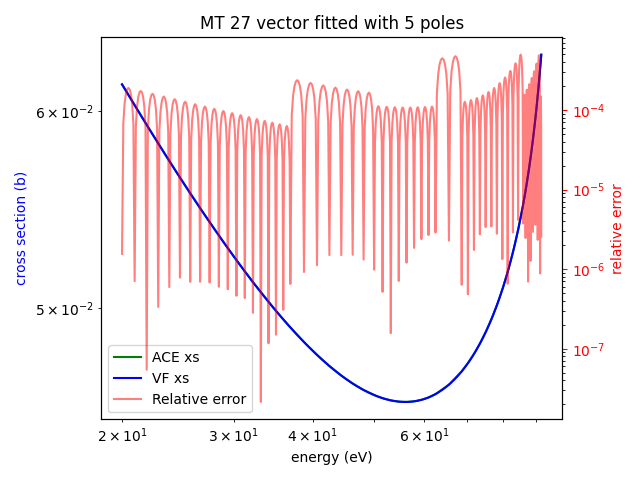 MT 27 vector fitted with 5 poles
6 × 10⁻²
5 × 10⁻²
cross section (b)
10⁻⁴
10⁻⁵
10⁻⁶
10⁻⁷
relative error
ACE xs
VF xs
Relative error
2 × 10¹ 3 × 10¹ 4 × 10¹ 6 × 10¹
energy (eV)